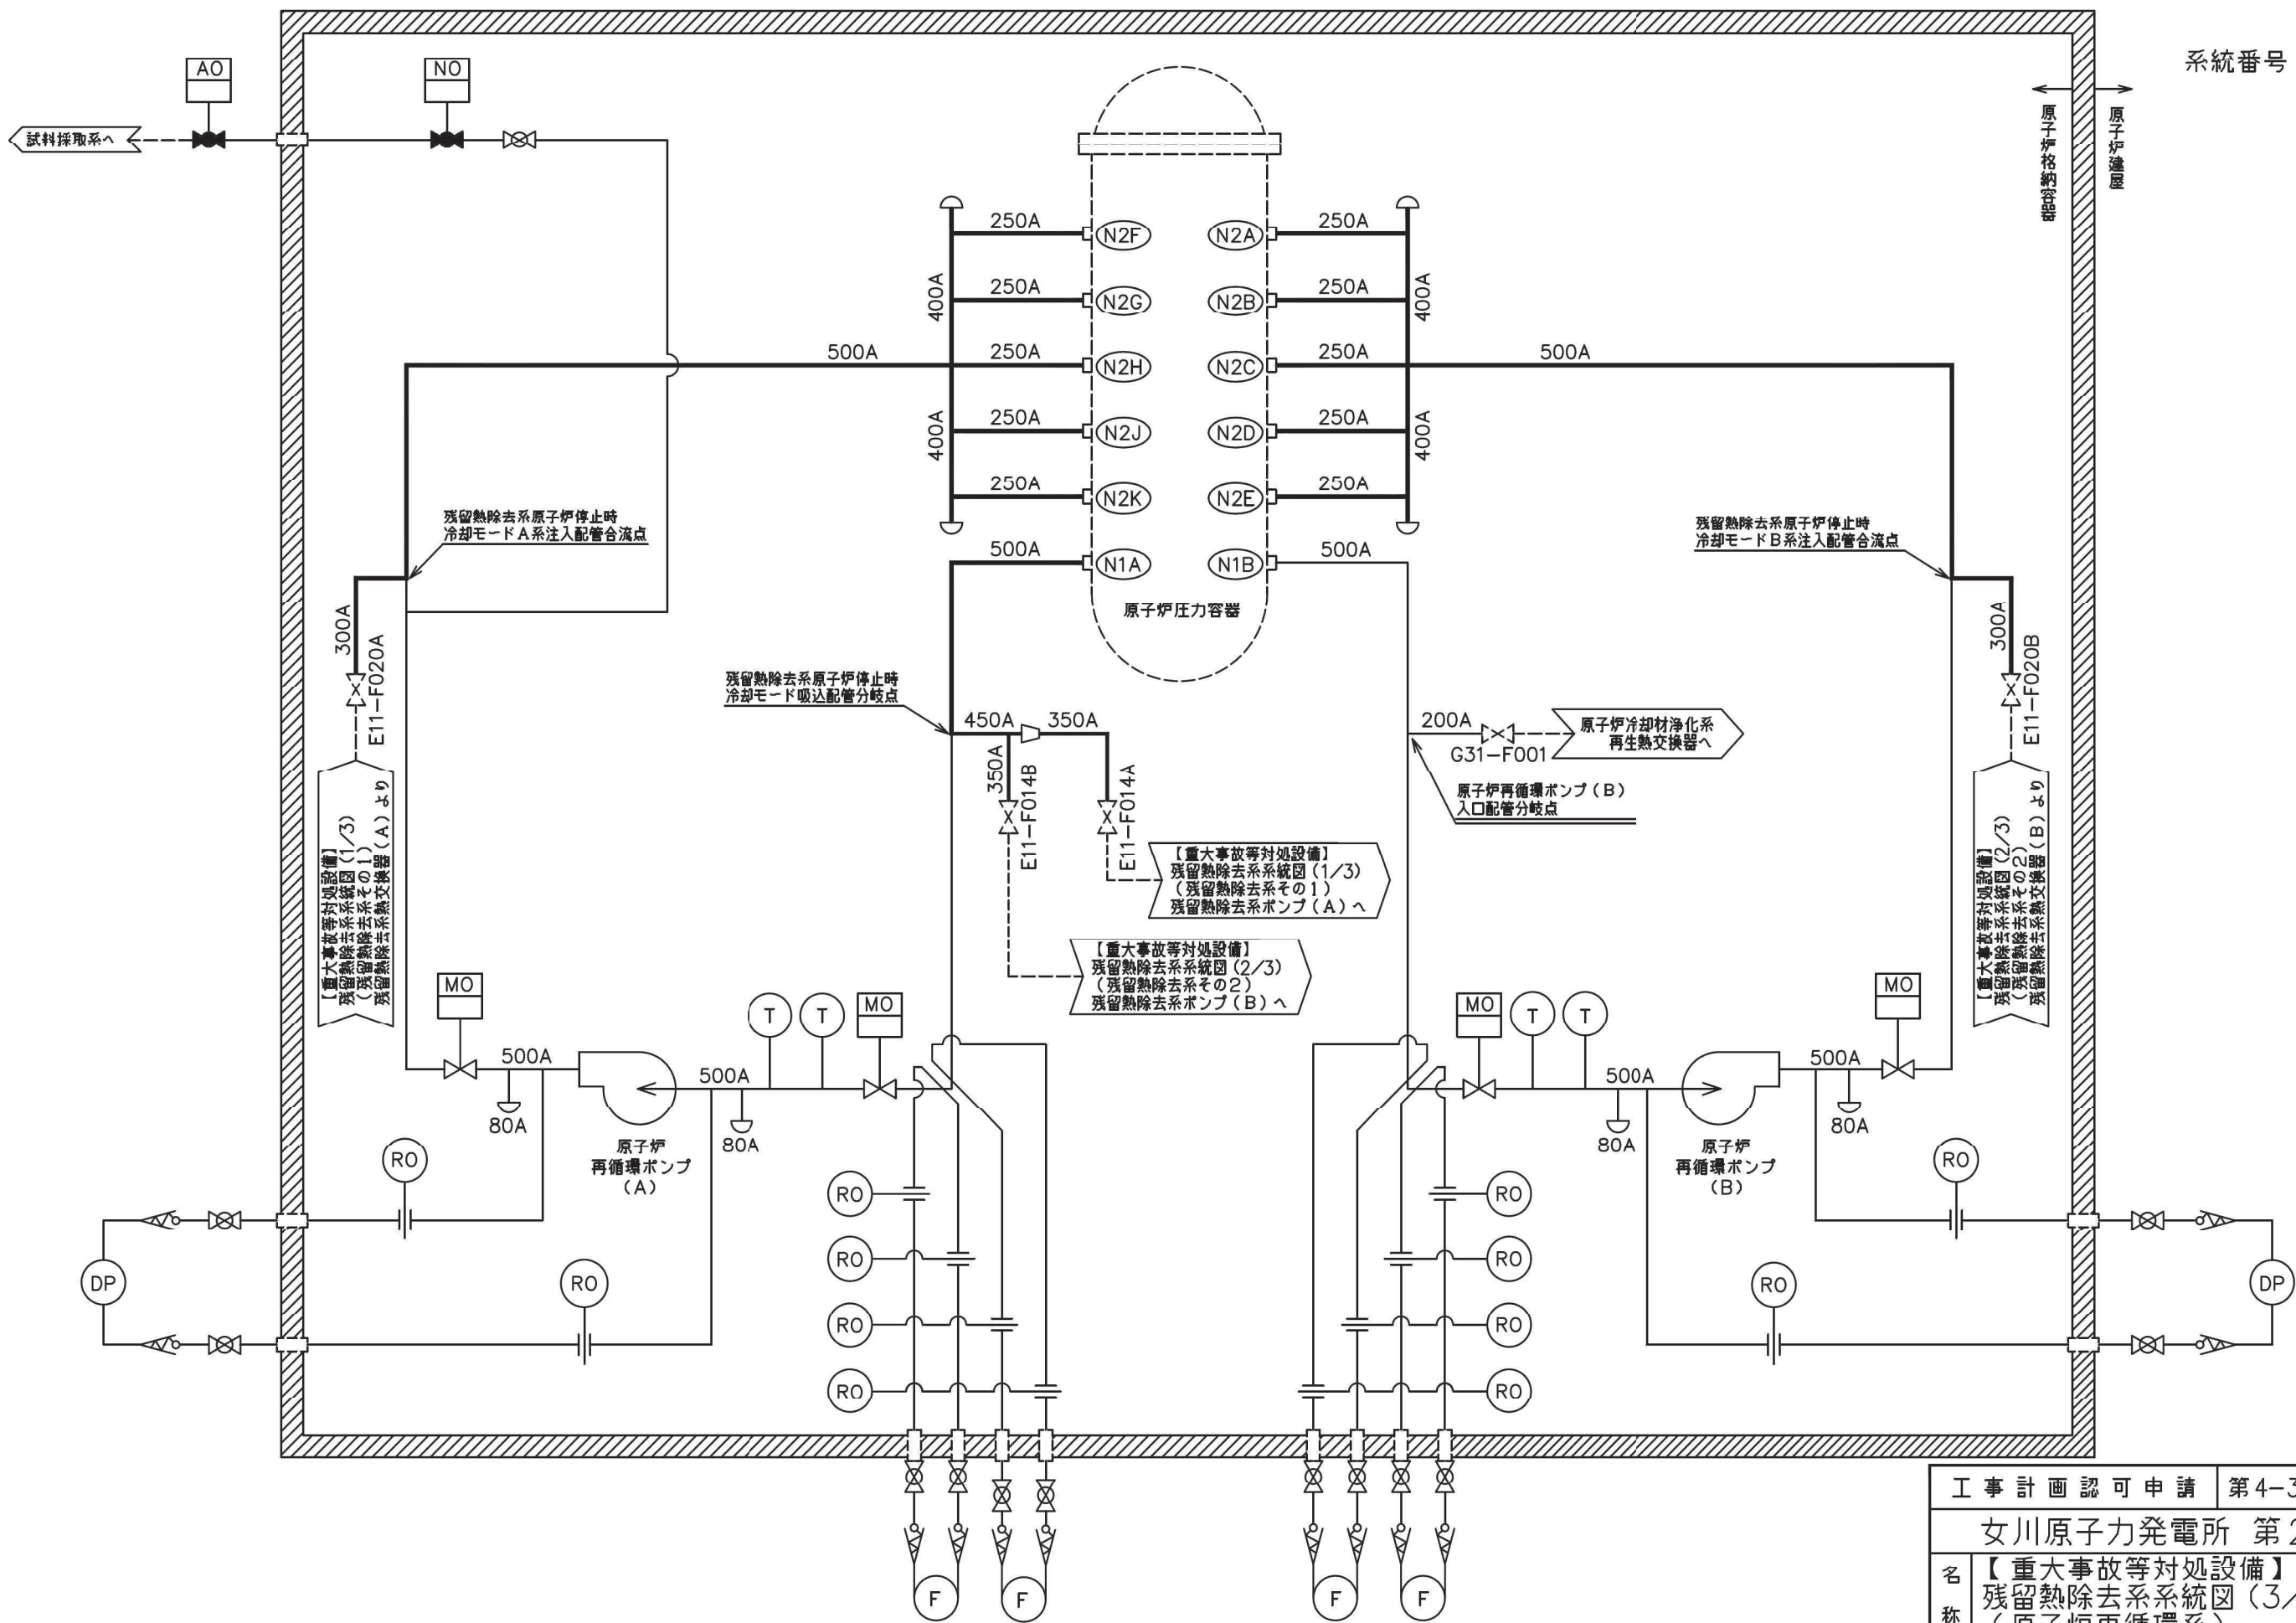 系統番号
AO
NO
試料採取系へ
原子炉格納容器
原子炉建屋
250A
N2F
N2A
250A
400A
400A
250A
N2G
N2B
250A
500A
250A
N2H
N2C
250A
500A
400A
400A
250A
N2J
N2D
250A
250A
N2K
N2E
250A
500A
N1A
N1B
500A
原子炉圧力容器
残留熱除去系原子炉停止時
冷却モードA系注入配管合流点
残留熱除去系原子炉停止時
冷却モードB系注入配管合流点
300A
E11-F020A
300A
E11-F020B
残留熱除去系原子炉停止時
冷却モード吸込配管分岐点
450A
350A
350A
E11-F014B
E11-F014A
200A
G31-F001
原子炉冷却材浄化系
再生熱交換器へ
原子炉再循環ポンプ(B)
入口配管分岐点
【重大事故等対処設備】
残留熱除去系系統図(1/3)
(残留熱除去系その1)
残留熱除去系熱交換器(A)より
【重大事故等対処設備】
残留熱除去系系統図(1/3)
(残留熱除去系その1)
残留熱除去系ポンプ(A)へ
【重大事故等対処設備】
残留熱除去系系統図(2/3)
(残留熱除去系その2)
残留熱除去系ポンプ(B)へ
【重大事故等対処設備】
残留熱除去系系統図(2/3)
(残留熱除去系その2)
残留熱除去系熱交換器(B)より
MO
500A
80A
原子炉
再循環ポンプ
(A)
500A
80A
T
T
MO
MO
T
T
500A
80A
原子炉
再循環ポンプ
(B)
500A
80A
MO
RO
RO
DP
RO
RO
RO
RO
RO
RO
RO
RO
RO
RO
DP
F
F
F
F
工事計画認可申請
第4-3
女川原子力発電所 第2
名称
【重大事故等対処設備】
残留熱除去系系統図(3/
(原子炉再循環系)